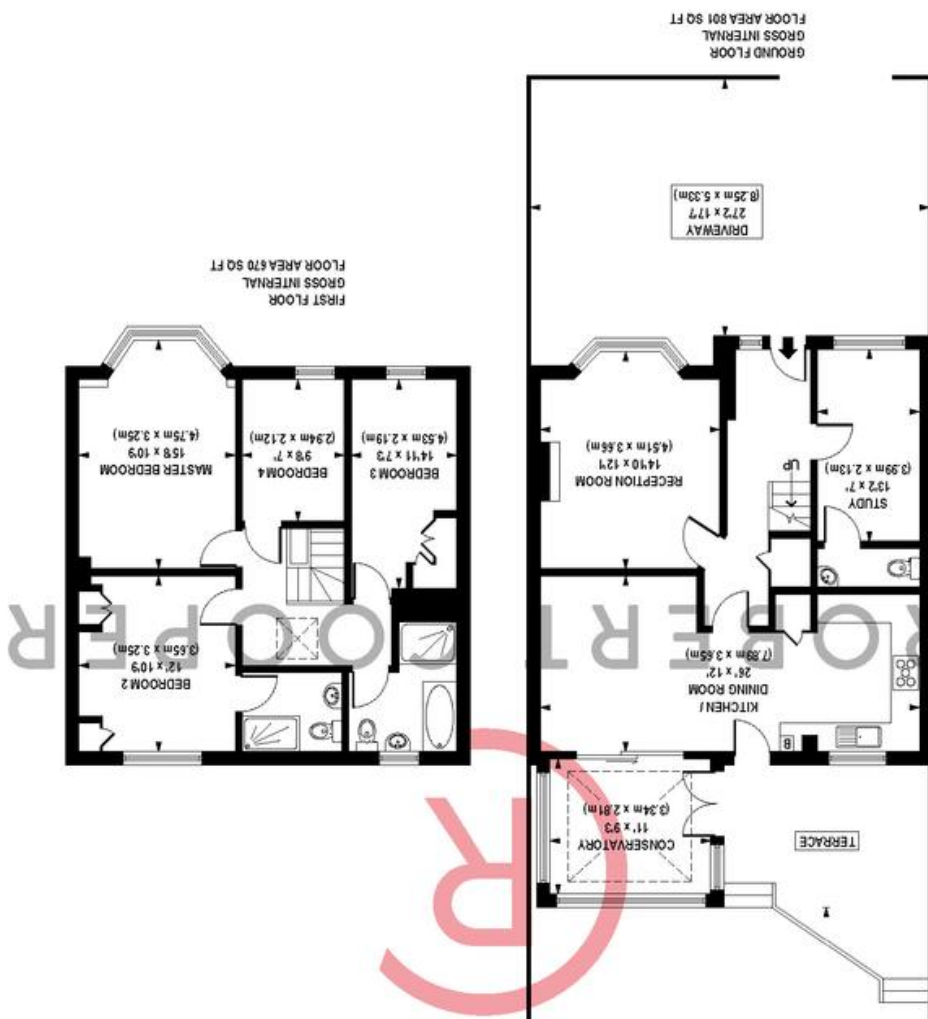 TERRACE
CONSERVATORY
11' x 9'3
(3.34m x 2.81m)
B
KITCHEN /
DINING ROOM
26' x 12'
(7.93m x 3.65m)
ROBERT COOPER
R
STUDY
13'2 x 7'
(3.99m x 2.13m)
UP
RECEPTION ROOM
14'10 x 12'1
(4.51m x 3.66m)
DRIVEWAY
27'2 x 17'7
(8.25m x 5.33m)
GROUND FLOOR
GROSS INTERNAL
FLOOR AREA 801 SQ FT
BEDROOM 2
12' x 10'9
(3.65m x 3.25m)
BEDROOM 3
14'11 x 7'3
(4.53m x 2.19m)
BEDROOM 4
9'8 x 7'
(2.94m x 2.12m)
MASTER BEDROOM
15'8 x 10'9
(4.75m x 3.25m)
FIRST FLOOR
GROSS INTERNAL
FLOOR AREA 670 SQ FT